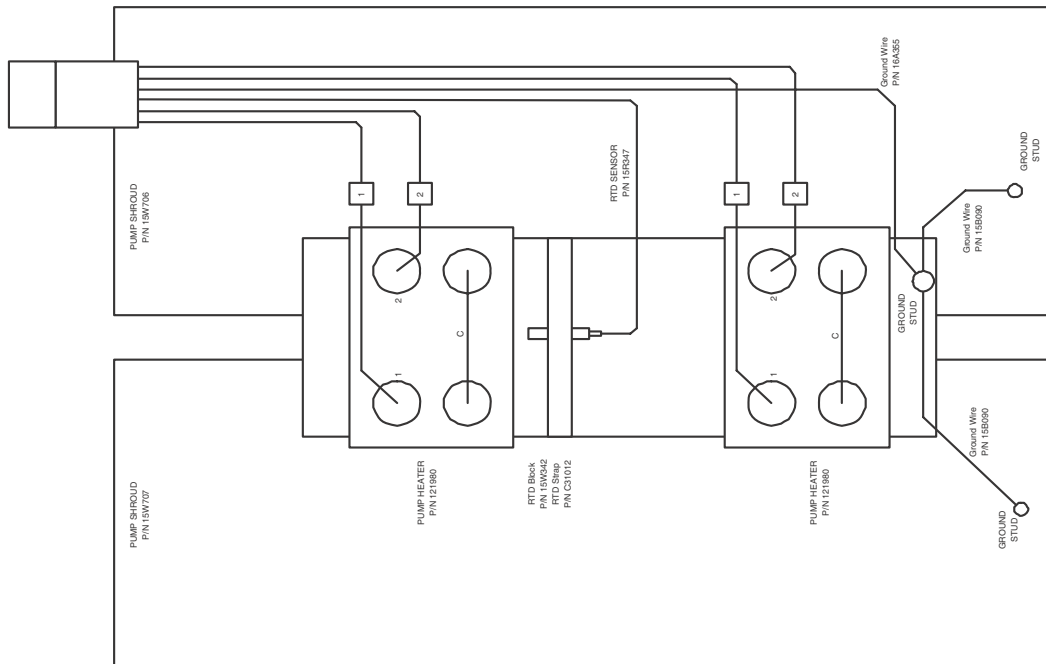 PUMP SHROUD
P/N 15W706
PUMP SHROUD
P/N 15W707
1
2
2
1
C
PUMP HEATER
P/N 121980
RTD SENSOR
P/N 15R347
RTD Block
P/N 15W342
RTD Strap
P/N C31012
1
2
2
1
C
PUMP HEATER
P/N 121980
Ground Wire
P/N 16A355
GROUND
STUD
Ground Wire
P/N 15B090
GROUND
STUD
Ground Wire
P/N 15B090
GROUND
STUD